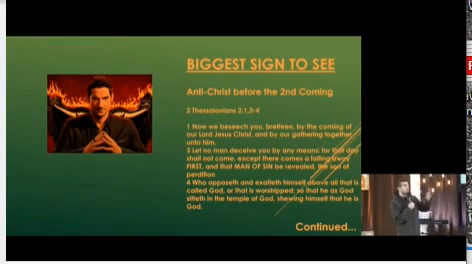 BIGGEST SIGN TO SEE
Anti-Christ before the 2nd Coming
2 Thessalonians 2:1,3-4
1 Now we beseech you, brethren, by the coming of
our Lord Jesus Christ, and by our gathering together
unto him.
3 Let no man deceive you by any means: for that day
shall not come, except there comes a falling away
FIRST, and that MAN OF SIN be revealed, the son of
perdition
4 Who opposeth and exalteth himself above all that is
called God, or that is worshipped; so that he as God
sitteth in the temple of God, shewing himself that he is
God.
Continued...